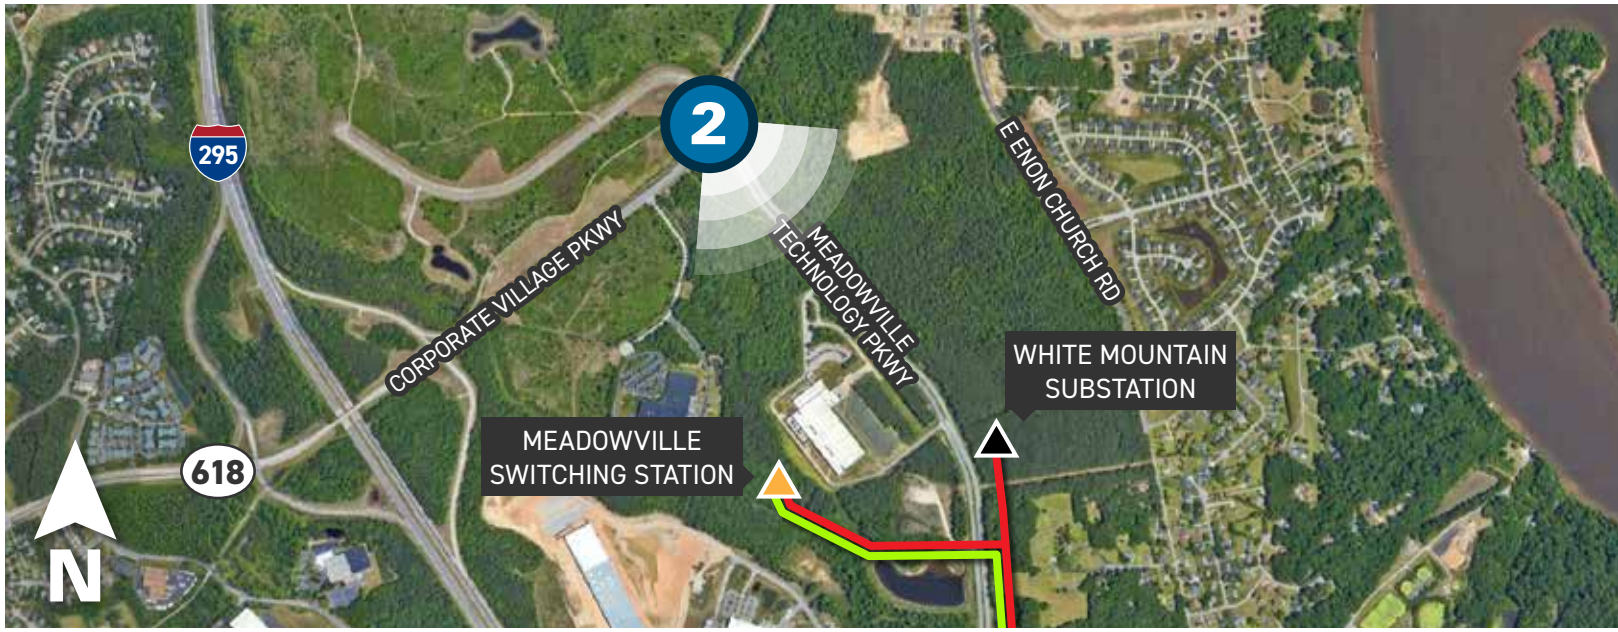 2
295
E ENON CHURCH RD
CORPORATE VILLAGE PKWY
MEADOWVILLE
TECHNOLOGY PKWY
WHITE MOUNTAIN
SUBSTATION
MEADOWVILLE
SWITCHING STATION
618
N